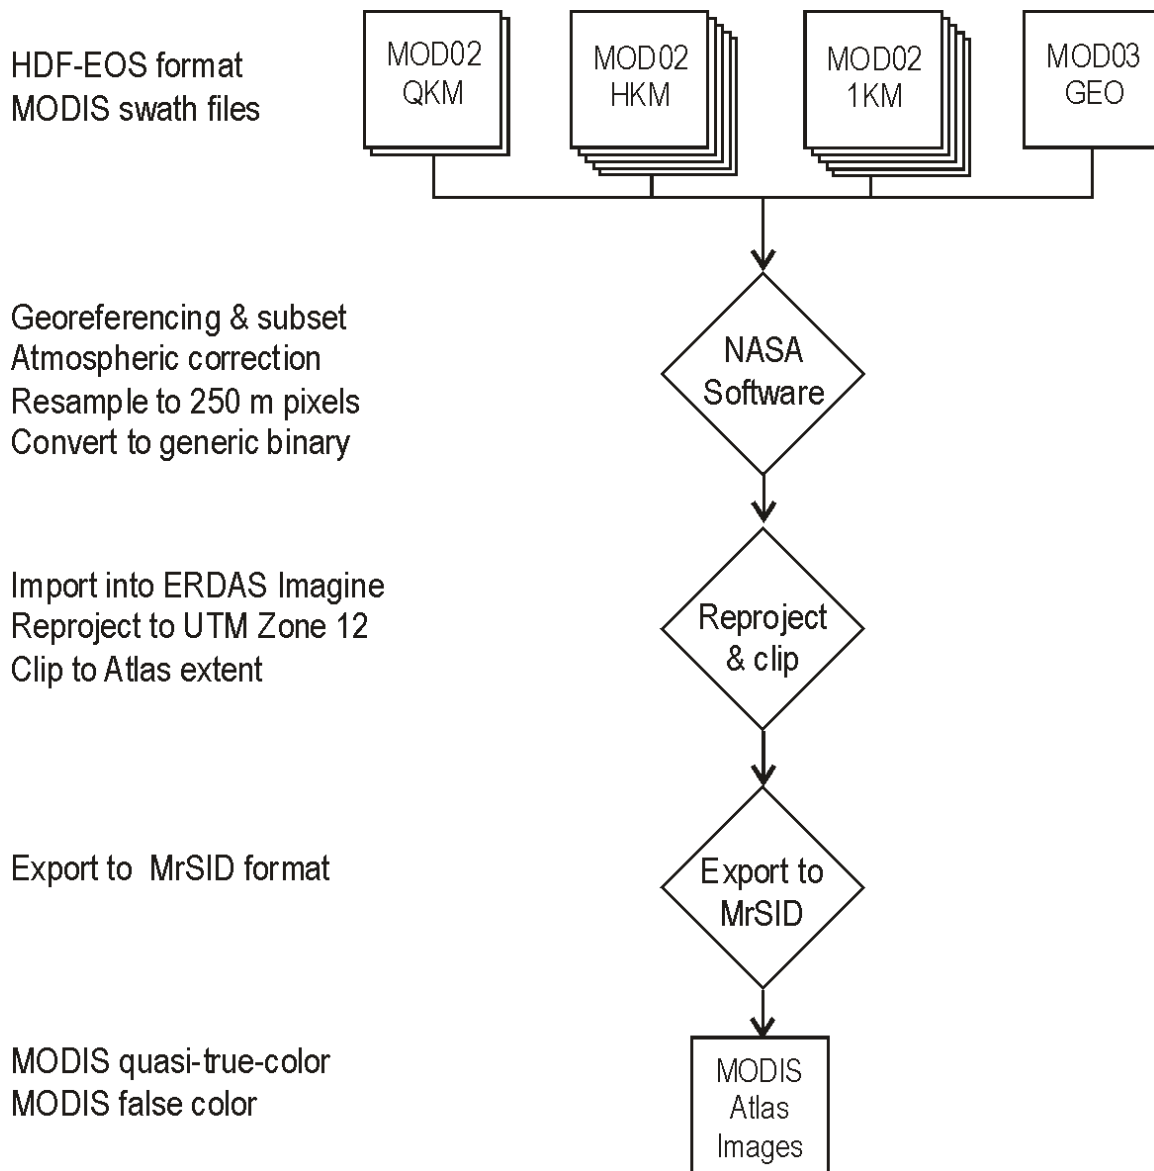 HDF-EOS format
MODIS swath files
MOD02
QKM
MOD02
HKM
MOD02
1KM
MOD03
GEO
Georeferencing & subset
Atmospheric correction
Resample to 250 m pixels
Convert to generic binary
NASA
Software
Import into ERDAS Imagine
Reproject to UTM Zone 12
Clip to Atlas extent
Reproject
& clip
Export to MrSID format
Export to
MrSID
MODIS quasi-true-color
MODIS false color
MODIS
Atlas
Images